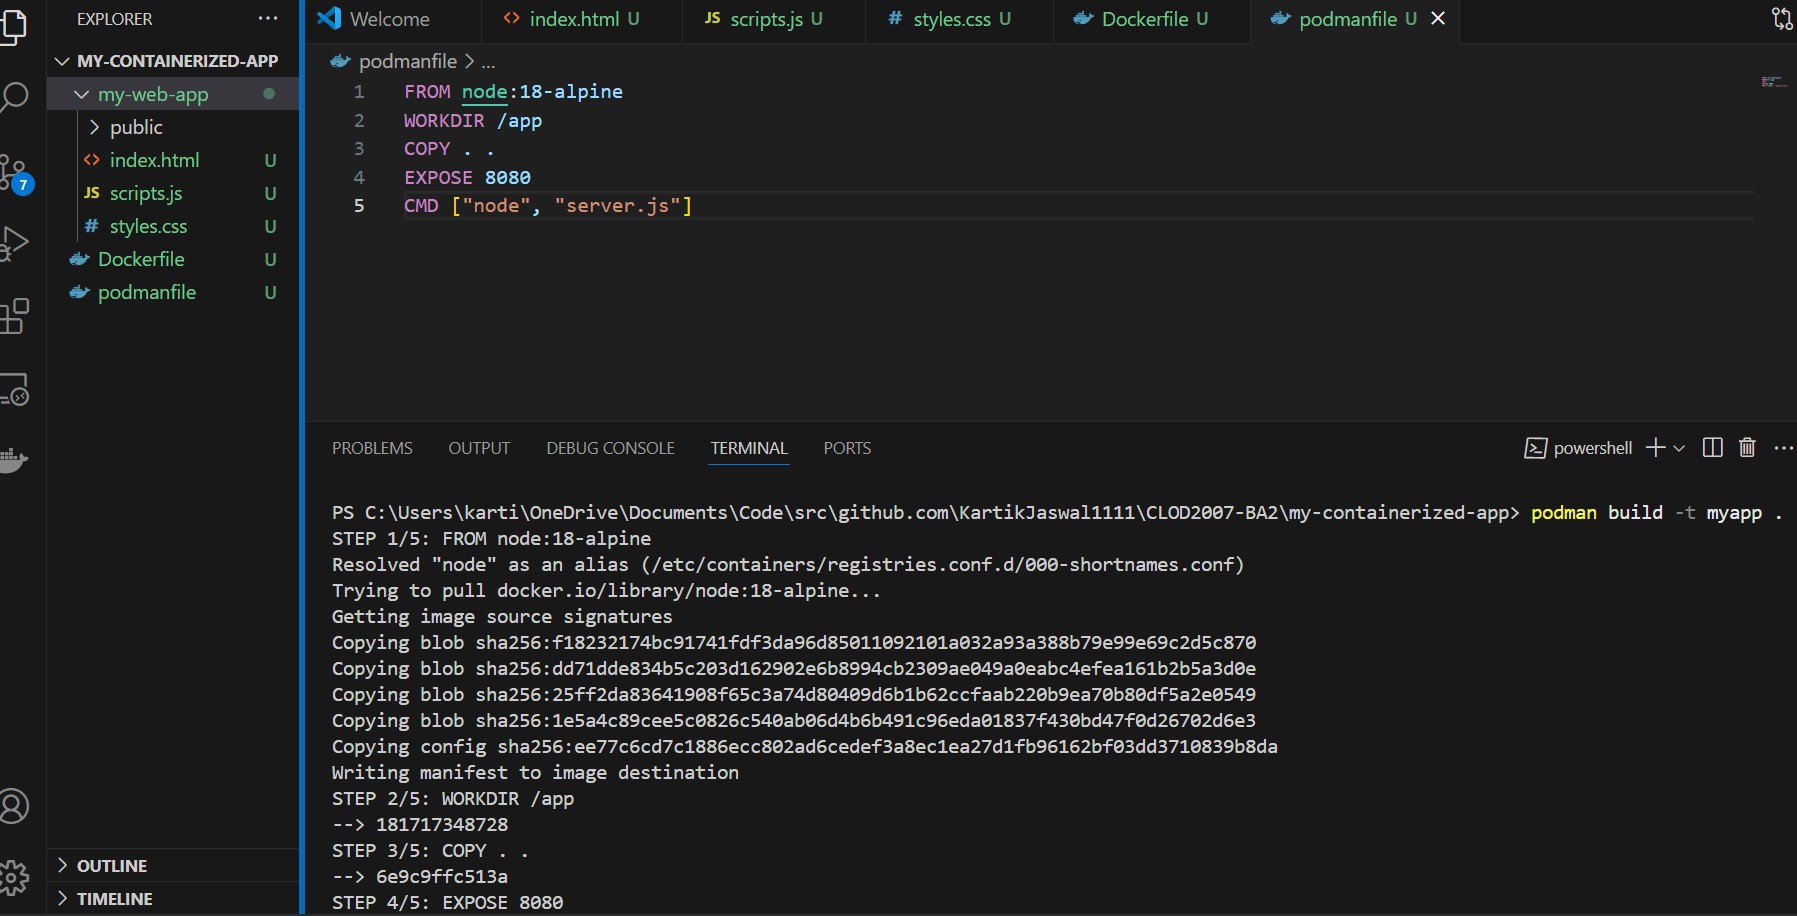 EXPLORER
MY-CONTAINERIZED-APP
my-web-app
public
index.html U
JS scripts.js U
# styles.css U
Dockerfile U
podmanfile U
7
OUTLINE
TIMELINE
Welcome
index.html U
JS scripts.js U
# styles.css U
Dockerfile U
podmanfile U
podmanfile > ...
1 FROM node:18-alpine
2 WORKDIR /app
3 COPY . .
4 EXPOSE 8080
5 CMD ["node", "server.js"]
PROBLEMS OUTPUT DEBUG CONSOLE TERMINAL PORTS
powershell
PS C:\Users\karti\OneDrive\Documents\Code\src\github.com\KartikJaswal1111\CLOD2007-BA2\my-containerized-app> podman build -t myapp .
STEP 1/5: FROM node:18-alpine
Resolved "node" as an alias (/etc/containers/registries.conf.d/000-shortnames.conf)
Trying to pull docker.io/library/node:18-alpine...
Getting image source signatures
Copying blob sha256:f18232174bc91741fdf3da96d85011092101a032a93a388b79e99e69c2d5c870
Copying blob sha256:dd71dde834b5c203d162902e6b8994cb2309ae049a0eabc4efea161b2b5a3d0e
Copying blob sha256:25ff2da83641908f65c3a74d80409d6b1b62ccfaab220b9ea70b80df5a2e0549
Copying blob sha256:1e5a4c89cee5c0826c540ab06d4b6b491c96eda01837f430bd47f0d26702d6e3
Copying config sha256:ee77c6cd7c1886ecc802ad6cedef3a8ec1ea27d1fb96162bf03dd3710839b8da
Writing manifest to image destination
STEP 2/5: WORKDIR /app
--> 181717348728
STEP 3/5: COPY . .
--> 6e9c9ffc513a
STEP 4/5: EXPOSE 8080